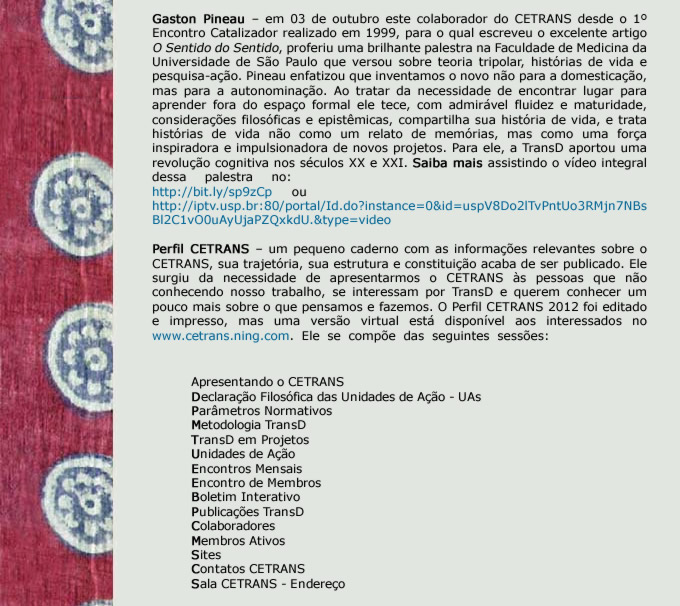 Gaston Pineau – em 03 de outubro este colaborador do CETRANS desde o 1º
Encontro Catalizador realizado em 1999, para o qual escreveu o excelente artigo
O Sentido do Sentido, proferiu uma brilhante palestra na Faculdade de Medicina da
Universidade de São Paulo que versou sobre teoria tripolar, histórias de vida e
pesquisa-ação. Pineau enfatizou que inventamos o novo não para a domesticação,
mas para a autonominação. Ao tratar da necessidade de encontrar lugar para
aprender fora do espaço formal ele tece, com admirável fluidez e maturidade,
considerações filosóficas e epistêmicas, compartilha sua história de vida, e trata
histórias de vida não como um relato de memórias, mas como uma força
inspiradora e impulsionadora de novos projetos. Para ele, a TransD aportou uma
revolução cognitiva nos séculos XX e XXI. Saiba mais assistindo o vídeo integral
dessa palestra no:
http://bit.ly/sp9zCp ou
http://iptv.usp.br:80/portal/Id.do?instance=0&id=uspV8Do2lTvPntUo3RMjn7NBs
Bl2C1vO0uAyUjaPZQxkdU.&type=video
Perfil CETRANS – um pequeno caderno com as informações relevantes sobre o
CETRANS, sua trajetória, sua estrutura e constituição acaba de ser publicado. Ele
surgiu da necessidade de apresentarmos o CETRANS às pessoas que não
conhecendo nosso trabalho, se interessam por TransD e querem conhecer um
pouco mais sobre o que pensamos e fazemos. O Perfil CETRANS 2012 foi editado
e impresso, mas uma versão virtual está disponível aos interessados no
www.cetrans.ning.com. Ele se compõe das seguintes sessões:
Apresentando o CETRANS
Declaração Filosófica das Unidades de Ação - UAs
Parâmetros Normativos
Metodologia TransD
TransD em Projetos
Unidades de Ação
Encontros Mensais
Encontro de Membros
Boletim Interativo
Publicações TransD
Colaboradores
Membros Ativos
Sites
Contatos CETRANS
Sala CETRANS - Endereço